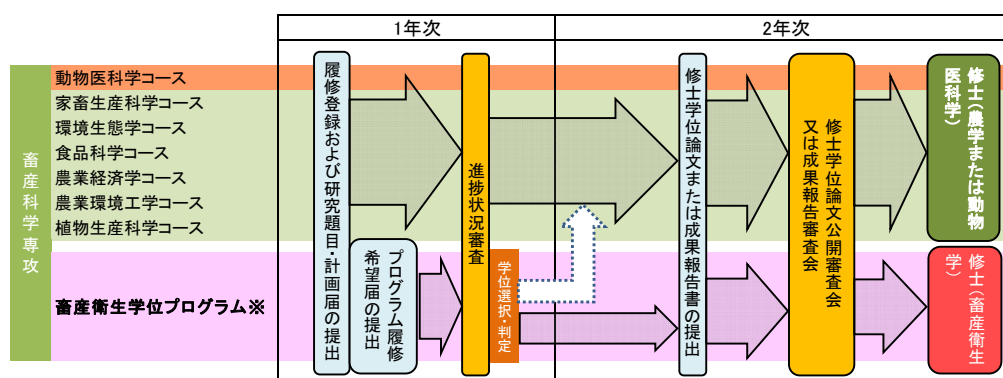 1年次
2年次
畜産科学専攻
動物医科学コース
家畜生産科学コース
環境生態学コース
食品科学コース
農業経済学コース
農業環境工学コース
植物生産科学コース
畜産衛生学位プログラム※
履修登録および研究題目・計画届の提出
プログラム履修
希望届の提出
進捗状況審査
学位選択・判定
修士学位論文または成果報告書の提出
修士学位論文公開審査会
又は成果報告審査会
修士(農学または動物
医科学)
修士(畜産衛生
学)